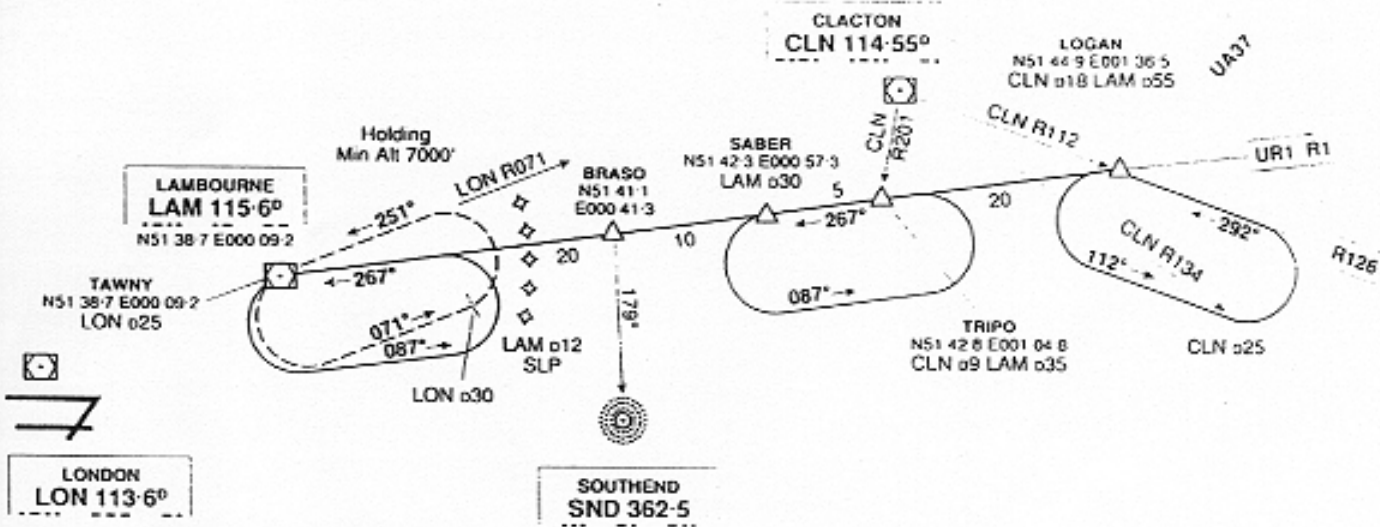 CLACTON
CLN 114·55ᴰ
LOGAN
N51 44·9 E001 36·5
CLN D18 LAM D55
UA37
Holding
Min Alt 7000'
LON R071
CLN R201
CLN R112
UR1 R1
SABER
N51 42·3 E000 57·3
LAM D30
BRASO
N51 41·1
E000 41·3
LAMBOURNE
LAM 115·6ᴰ
N51 38·7 E000 09·2
251°
5
267°
20
10
20
292°
CLN R134
112°
R126
TAWNY
N51 38·7 E000 09·2
LON D25
267°
071°
087°
179°
087°
TRIPO
N51 42·8 E001 04·8
CLN D9 LAM D35
CLN D25
LAM D12
SLP
LON D30
LONDON
LON 113·6ᴰ
SOUTHEND
SND 362·5